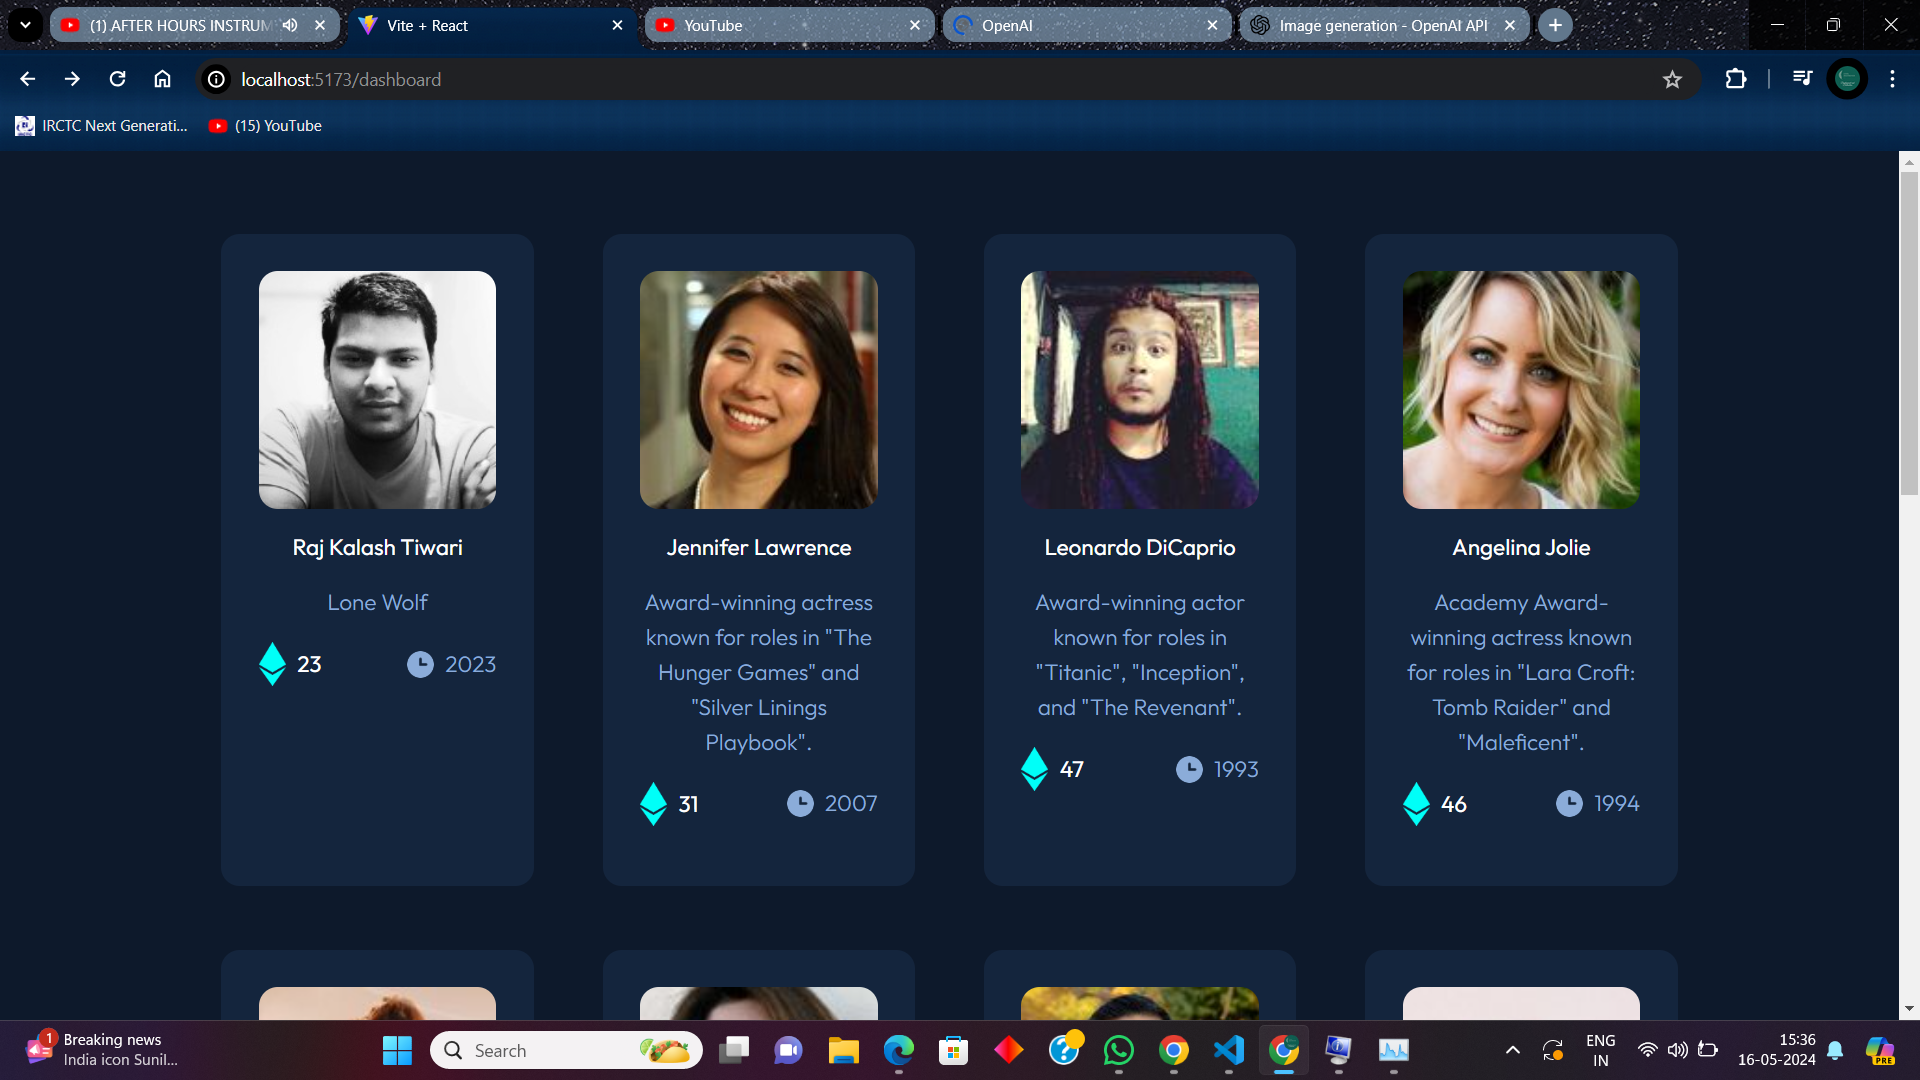 (1) AFTER HOURS INSTRUM
Vite + React
YouTube
OpenAI
Image generation - OpenAI API
localhost:5173/dashboard
IRCTC Next Generati...
(15) YouTube
Raj Kalash Tiwari
Lone Wolf
23
2023
Jennifer Lawrence
Award-winning actress
known for roles in "The
Hunger Games" and
"Silver Linings
Playbook".
31
2007
Leonardo DiCaprio
Award-winning actor
known for roles in
"Titanic", "Inception",
and "The Revenant".
47
1993
Angelina Jolie
Academy Award-
winning actress known
for roles in "Lara Croft:
Tomb Raider" and
"Maleficent".
46
1994
1
Breaking news
India icon Sunil...
Search
ENG
IN
15:36
16-05-2024
PRE